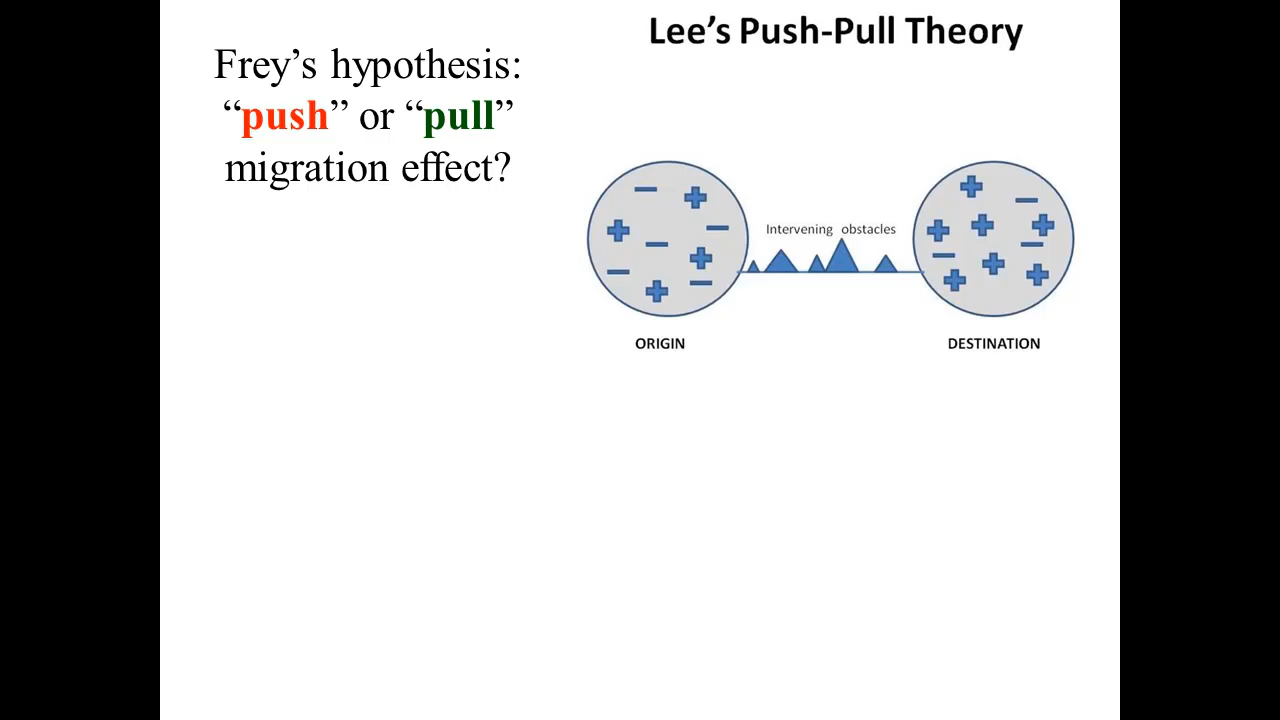 Frey’s hypothesis:
“push” or “pull”
migration effect?
Lee’s Push-Pull Theory
Intervening obstacles
ORIGIN
DESTINATION